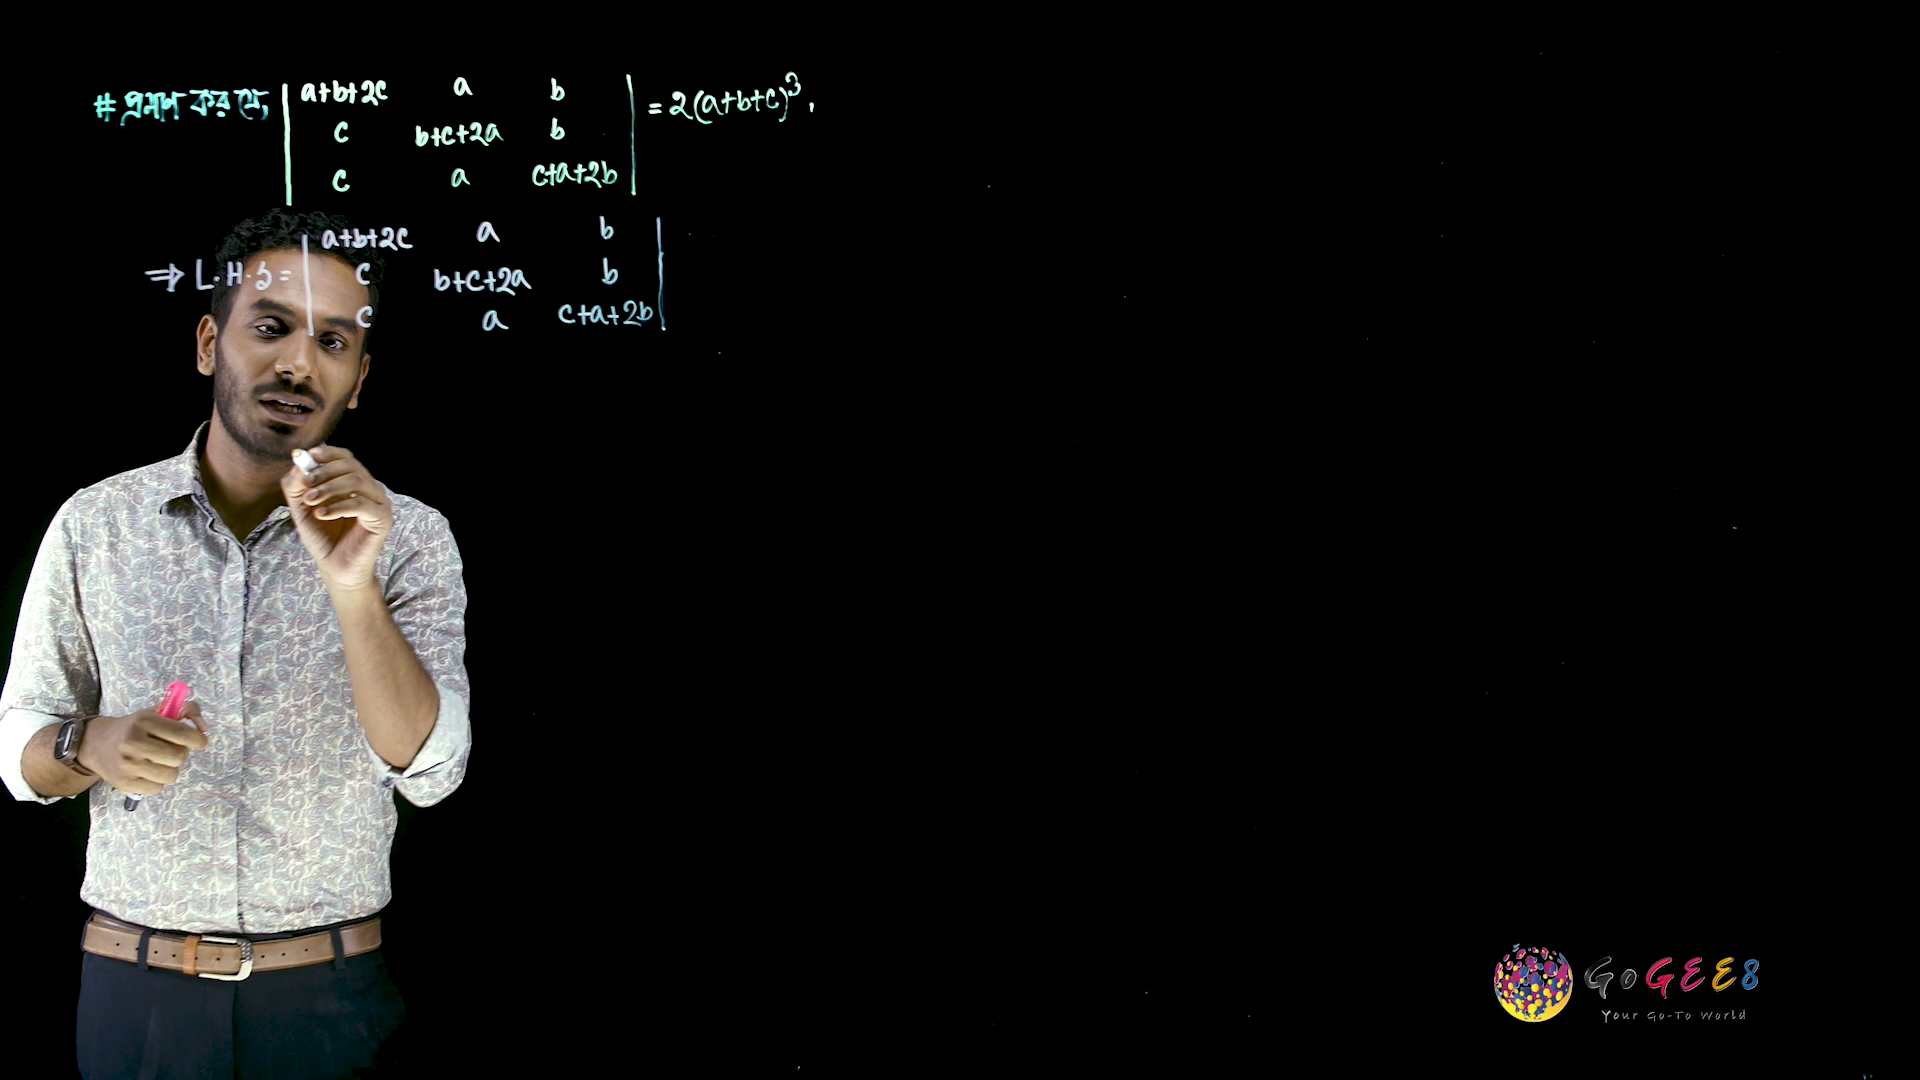 # প্রমাণ কর যে, | a+b+2c a b | = 2(a+b+c)³.
c b+c+2a b
c a c+a+2b
⇒ L.H.S = | a+b+2c a b |
c b+c+2a b
c a c+a+2b
GoGEE8
Your Go-To World